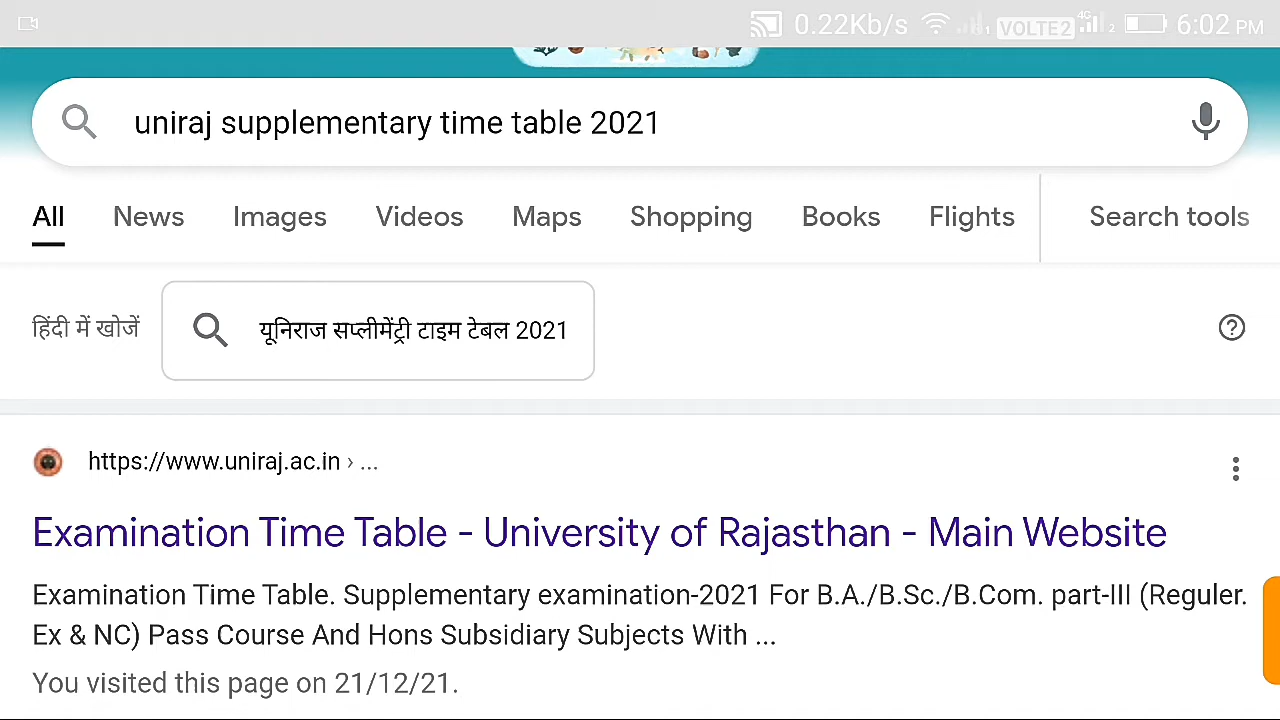 0.22Kb/s 1 VOLTE2 4G 2 6:02 PM
uniraj supplementary time table 2021
All News Images Videos Maps Shopping Books Flights Search tools
हिंदी में खोजें यूनिराज सप्लीमेंट्री टाइम टेबल 2021
https://www.uniraj.ac.in › ...
Examination Time Table - University of Rajasthan - Main Website
Examination Time Table. Supplementary examination-2021 For B.A./B.Sc./B.Com. part-III (Reguler.
Ex & NC) Pass Course And Hons Subsidiary Subjects With ...
You visited this page on 21/12/21.